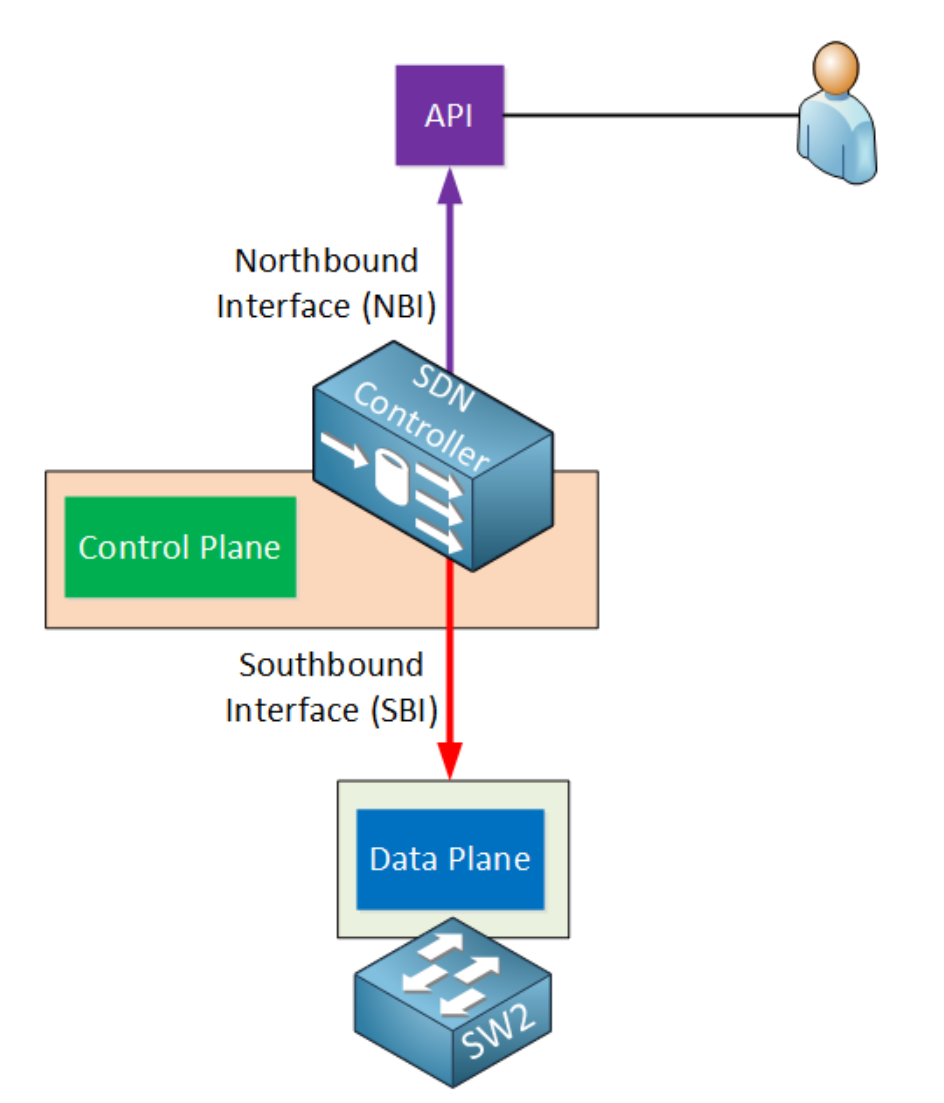 API
Northbound
Interface (NBI)
SDN
Controller
Control Plane
Southbound
Interface (SBI)
Data Plane
SW2